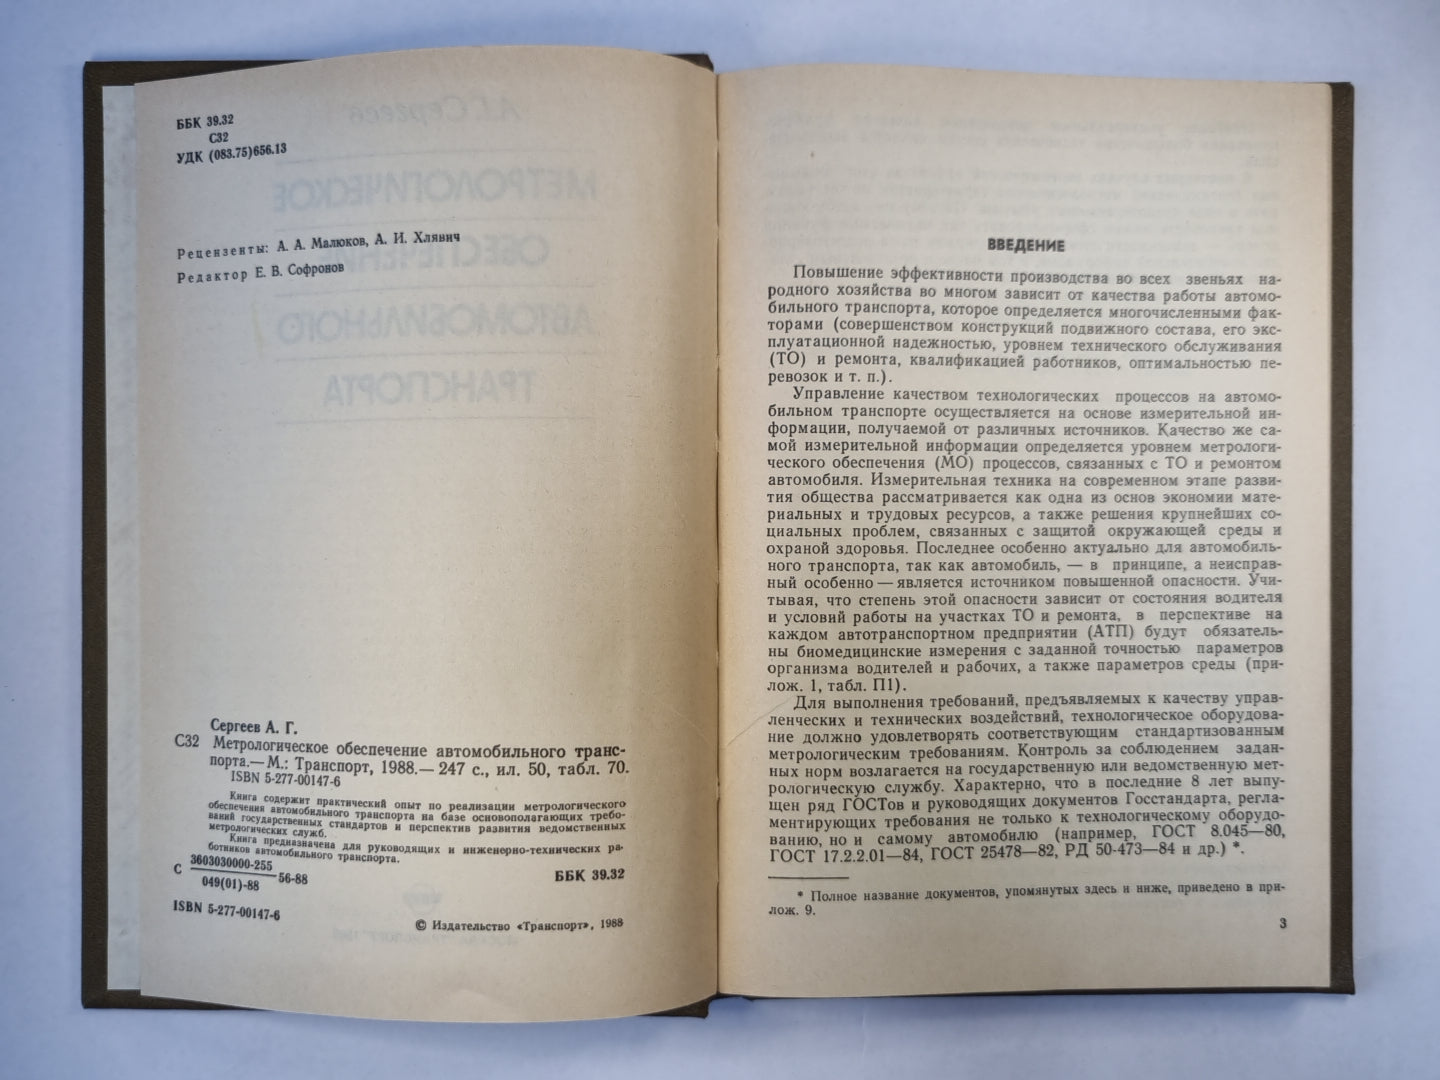 ББК 39.32
С32
УДК (083.75)656.13
Рецензенты: А. А. Малюков, А. И. Хлявич
Редактор Е. В. Софронов
Сергеев А. Г.
С32 Метрологическое обеспечение автомобильного транс-
порта.— М.: Транспорт, 1988.— 247 с., ил. 50, табл. 70.
ISBN 5-277-00147-6
Книга содержит практический опыт по реализации метрологического
обеспечения автомобильного транспорта на базе основополагающих требо-
ваний государственных стандартов и перспектив развития ведомственных
метрологических служб.
Книга предназначена для руководящих и инженерно-технических ра-
ботников автомобильного транспорта.
С 3603030000-255
049(01)-88
56-88
ББК 39.32
ISBN 5-277-00147-6
© Издательство «Транспорт», 1988
ВВЕДЕНИЕ
Повышение эффективности производства во всех звеньях на-
родного хозяйства во многом зависит от качества работы автомо-
бильного транспорта, которое определяется многочисленными фак-
торами (совершенством конструкций подвижного состава, его экс-
плуатационной надежностью, уровнем технического обслуживания
(ТО) и ремонта, квалификацией работников, оптимальностью пе-
ревозок и т. п.).
Управление качеством технологических процессов на автомо-
бильном транспорте осуществляется на основе измерительной ин-
формации, получаемой от различных источников. Качество же са-
мой измерительной информации определяется уровнем метрологи-
ческого обеспечения (МО) процессов, связанных с ТО и ремонтом
автомобиля. Измерительная техника на современном этапе разви-
тия общества рассматривается как одна из основ экономии мате-
риальных и трудовых ресурсов, а также решения крупнейших со-
циальных проблем, связанных с защитой окружающей среды и
охраной здоровья. Последнее особенно актуально для автомобиль-
ного транспорта, так как автомобиль, — в принципе, а неисправ-
ный особенно — является источником повышенной опасности. Учи-
тывая, что степень этой опасности зависит от состояния водителя
и условий работы на участках ТО и ремонта, в перспективе на
каждом автотранспортном предприятии (АТП) будут обязатель-
ны биомедицинские измерения с заданной точностью параметров
организма водителей и рабочих, а также параметров среды (при-
лож. 1, табл. П1).
Для выполнения требований, предъявляемых к качеству управ-
ленческих и технических воздействий, технологическое оборудова-
ние должно удовлетворять соответствующим стандартизованным
метрологическим требованиям. Контроль за соблюдением задан-
ных норм возлагается на государственную или ведомственную мет-
рологическую службу. Характерно, что в последние 8 лет выпу-
щен ряд ГОСТов и руководящих документов Госстандарта, регла-
ментирующих требования не только к технологическому оборудо-
ванию, но и самому автомобилю (например, ГОСТ 8.045—80,
ГОСТ 17.2.2.01—84, ГОСТ 25478—82, РД 50-473—84 и др.) *.
* Полное название документов, упомянутых здесь и ниже, приведено в при-
лож. 9.
3